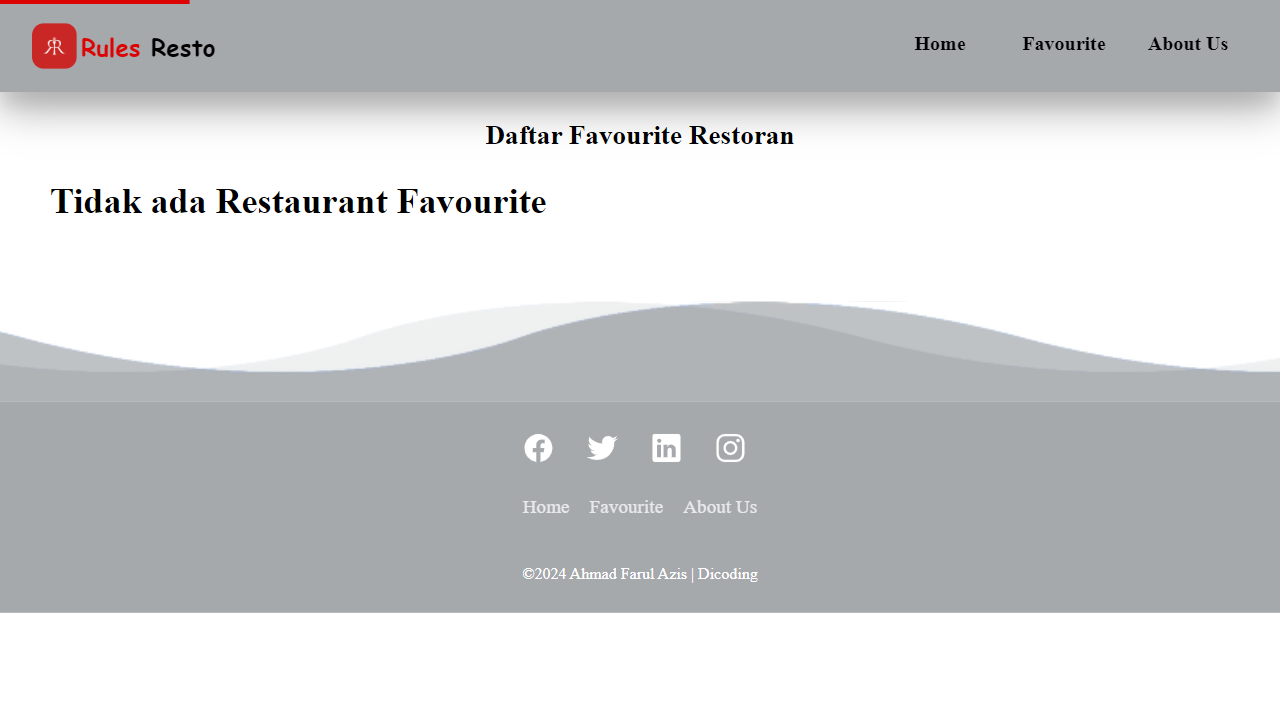 Rules Resto
Home Favourite About Us
Daftar Favourite Restoran
Tidak ada Restaurant Favourite
Home Favourite About Us
©2024 Ahmad Farul Azis | Dicoding